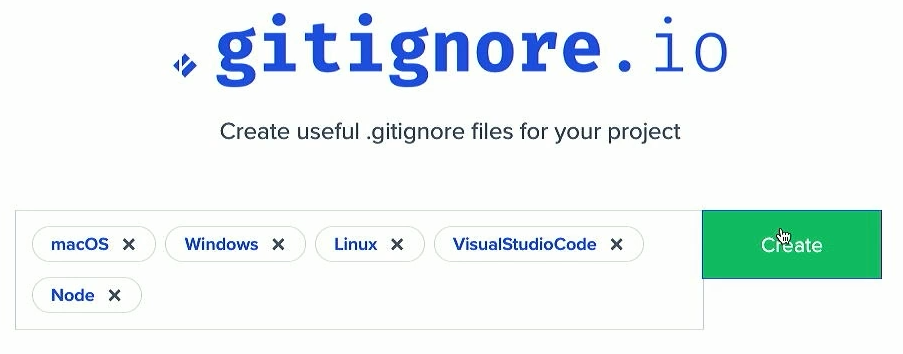 gitignore.io
Create useful .gitignore files for your project
macOS ✕ Windows ✕ Linux ✕ VisualStudioCode ✕ Create
Node ✕